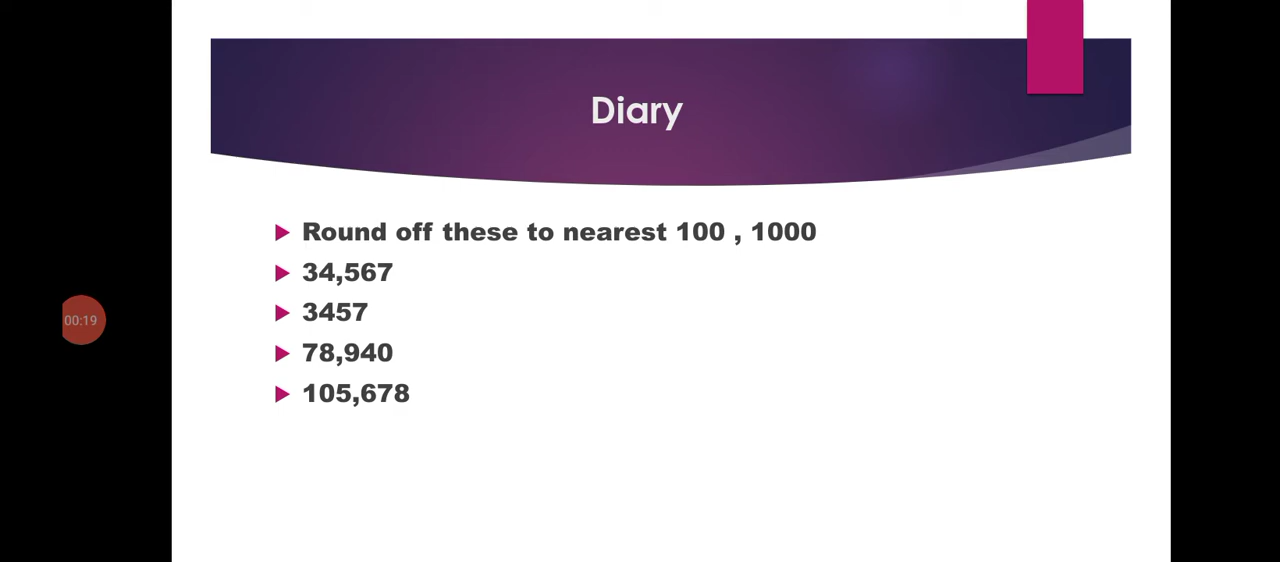 Diary
Round off these to nearest 100 , 1000
34,567
3457
78,940
105,678
00:19